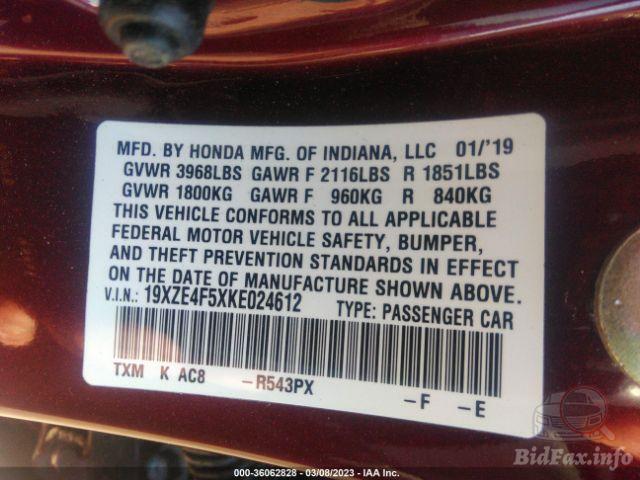 MFD. BY HONDA MFG. OF INDIANA, LLC 01/'19
GVWR 3968LBS GAWR F 2116LBS R 1851LBS
GVWR 1800KG GAWR F 960KG R 840KG
THIS VEHICLE CONFORMS TO ALL APPLICABLE
FEDERAL MOTOR VEHICLE SAFETY, BUMPER,
AND THEFT PREVENTION STANDARDS IN EFFECT
ON THE DATE OF MANUFACTURE SHOWN ABOVE.
V.I.N.: 19XZE4F5XKE024612 TYPE: PASSENGER CAR
TXM K AC8 -R543PX -F -E
BidFax.info
000-36062828 - 03/08/2023 - IAA Inc.